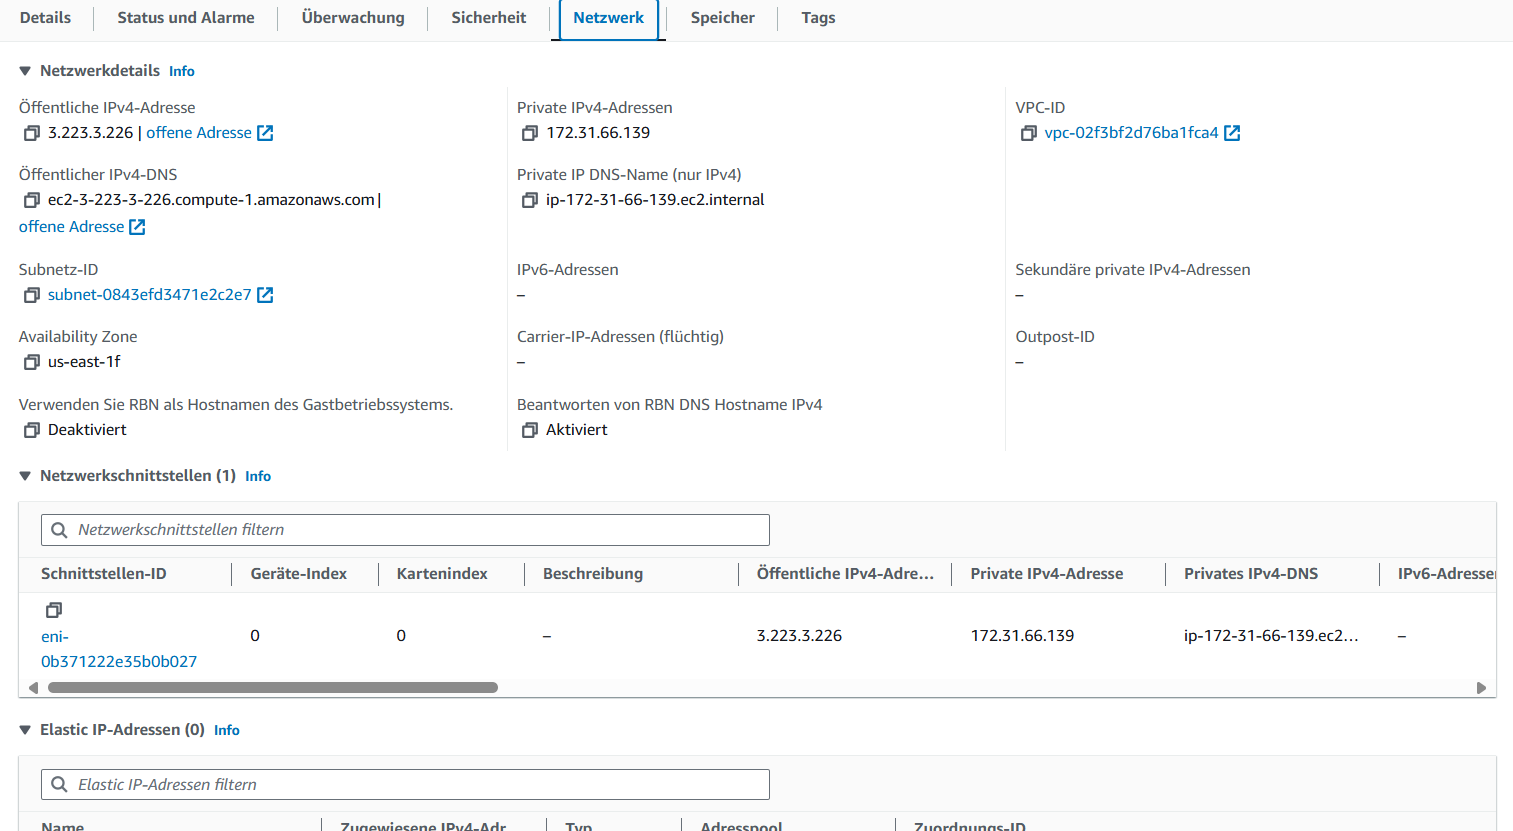 Details Status und Alarme Überwachung Sicherheit Netzwerk Speicher Tags
Netzwerkdetails Info
Öffentliche IPv4-Adresse
3.223.3.226 | offene Adresse
Private IPv4-Adressen
172.31.66.139
VPC-ID
vpc-02f3bf2d76ba1fca4
Öffentlicher IPv4-DNS
ec2-3-223-3-226.compute-1.amazonaws.com |
offene Adresse
Private IP DNS-Name (nur IPv4)
ip-172-31-66-139.ec2.internal
Subnetz-ID
subnet-0843efd3471e2c2e7
IPv6-Adressen
–
Sekundäre private IPv4-Adressen
–
Availability Zone
us-east-1f
Carrier-IP-Adressen (flüchtig)
–
Outpost-ID
–
Verwenden Sie RBN als Hostnamen des Gastbetriebssystems.
Deaktiviert
Beantworten von RBN DNS Hostname IPv4
Aktiviert
Netzwerkschnittstellen (1) Info
Netzwerkschnittstellen filtern
Schnittstellen-ID Geräte-Index Kartenindex Beschreibung Öffentliche IPv4-Adre... Private IPv4-Adresse Privates IPv4-DNS IPv6-Adressen
eni-
0b371222e35b0b027
0 0 – 3.223.3.226 172.31.66.139 ip-172-31-66-139.ec2... –
Elastic IP-Adressen (0) Info
Elastic IP-Adressen filtern
Name Zugewiesene IPv4-Adr Typ Adresspool Zuordnungs-ID